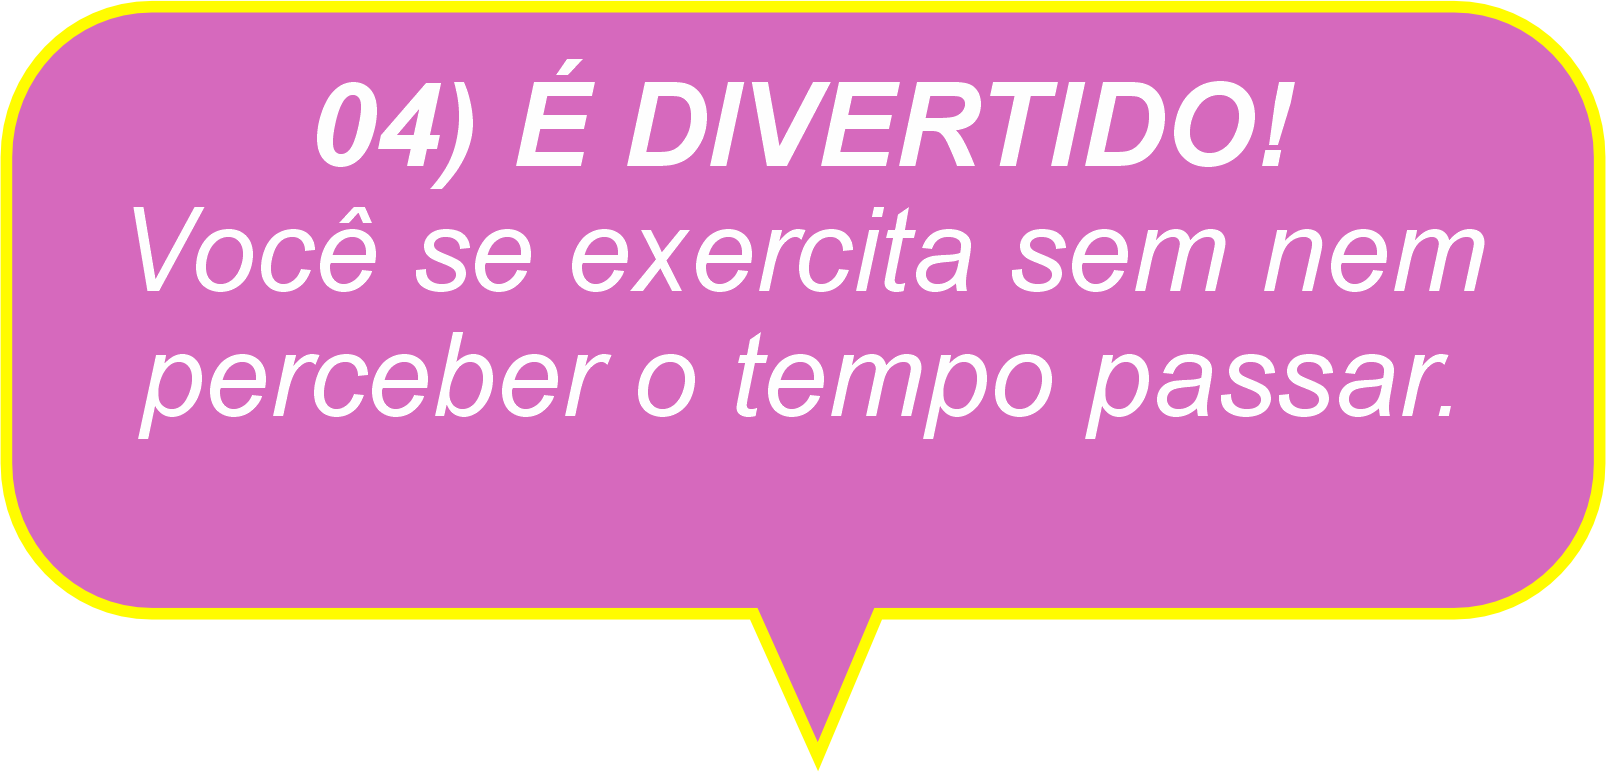 04) É DIVERTIDO!
Você se exercita sem nem
perceber o tempo passar.